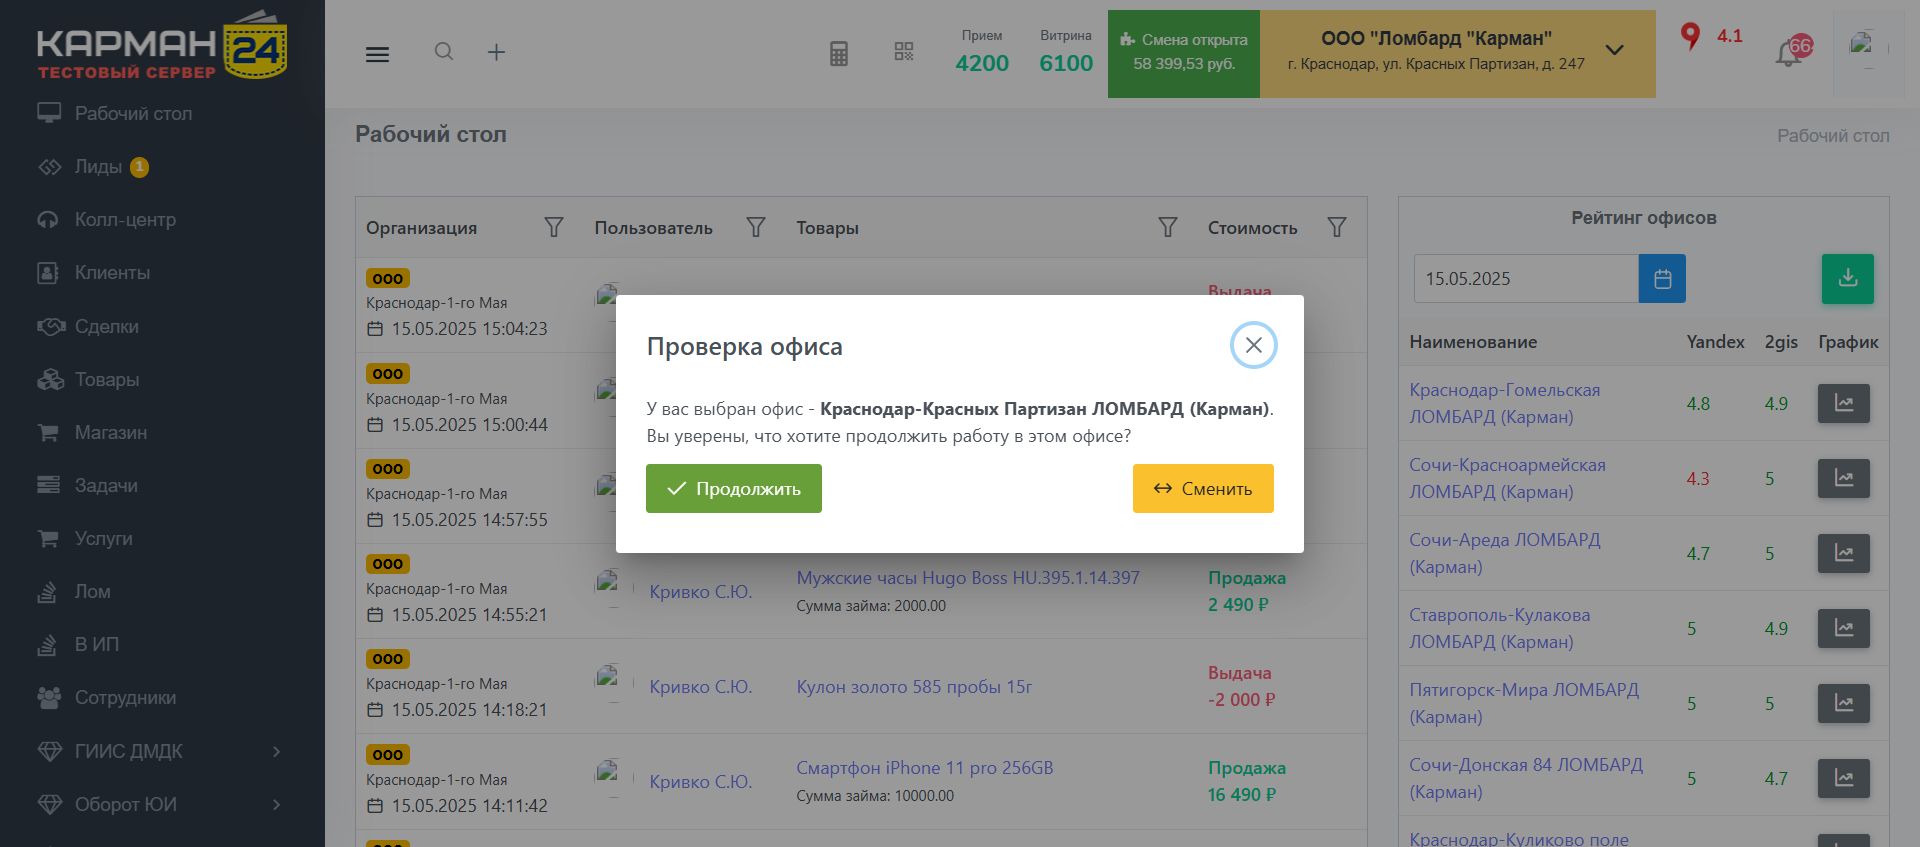 КАРМАН 24
ТЕСТОВЫЙ СЕРВЕР
Рабочий стол
Лиды 1
Колл-центр
Клиенты
Сделки
Товары
Магазин
Задачи
Услуги
Лом
В ИП
Сотрудники
ГИИС ДМДК
Оборот ЮИ
Прием
4200
Витрина
6100
Смена открыта
58 399,53 руб.
ООО "Ломбард "Карман"
г. Краснодар, ул. Красных Партизан, д. 247
4.1
Рабочий стол
Рабочий стол
Организация Пользователь Товары Стоимость
ООО
Краснодар-1-го Мая
15.05.2025 15:04:23
Выдача
ООО
Краснодар-1-го Мая
15.05.2025 15:00:44
ООО
Краснодар-1-го Мая
15.05.2025 14:57:55
ООО
Краснодар-1-го Мая
15.05.2025 14:55:21
Кривко С.Ю.
Мужские часы Hugo Boss HU.395.1.14.397
Сумма займа: 2000.00
Продажа
2 490 ₽
ООО
Краснодар-1-го Мая
15.05.2025 14:18:21
Кривко С.Ю.
Кулон золото 585 пробы 15г
Выдача
-2 000 ₽
ООО
Краснодар-1-го Мая
15.05.2025 14:11:42
Кривко С.Ю.
Смартфон iPhone 11 pro 256GB
Сумма займа: 10000.00
Продажа
16 490 ₽
Проверка офиса
У вас выбран офис - Краснодар-Красных Партизан ЛОМБАРД (Карман).
Вы уверены, что хотите продолжить работу в этом офисе?
Продолжить
Сменить
Рейтинг офисов
15.05.2025
Наименование Yandex 2gis График
Краснодар-Гомельская
ЛОМБАРД (Карман)
4.8 4.9
Сочи-Красноармейская
ЛОМБАРД (Карман)
4.3 5
Сочи-Ареда ЛОМБАРД
(Карман)
4.7 5
Ставрополь-Кулакова
ЛОМБАРД (Карман)
5 4.9
Пятигорск-Мира ЛОМБАРД
(Карман)
5 5
Сочи-Донская 84 ЛОМБАРД
(Карман)
5 4.7
Краснодар-Куликово поле